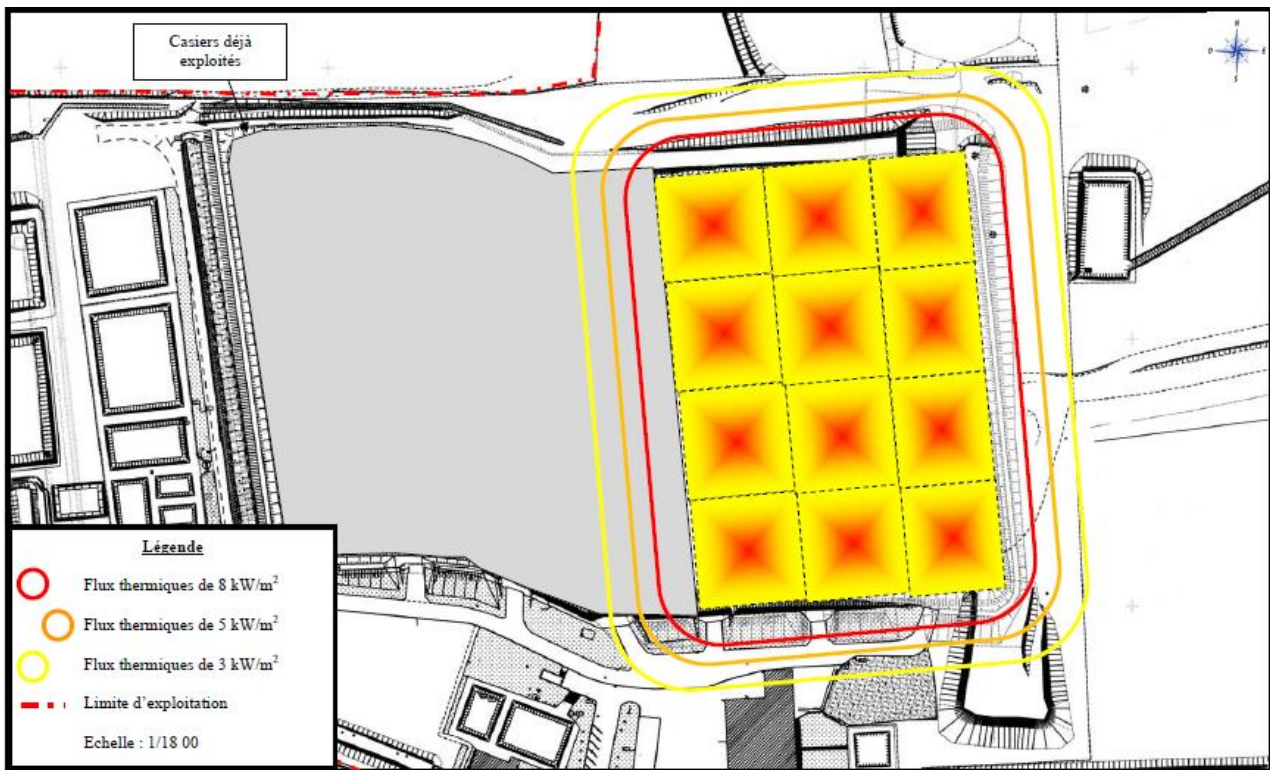 Casiers déjà
exploités
N
O
E
S
Légende
Flux thermiques de 8 kW/m²
Flux thermiques de 5 kW/m²
Flux thermiques de 3 kW/m²
Limite d'exploitation
Echelle : 1/18 00